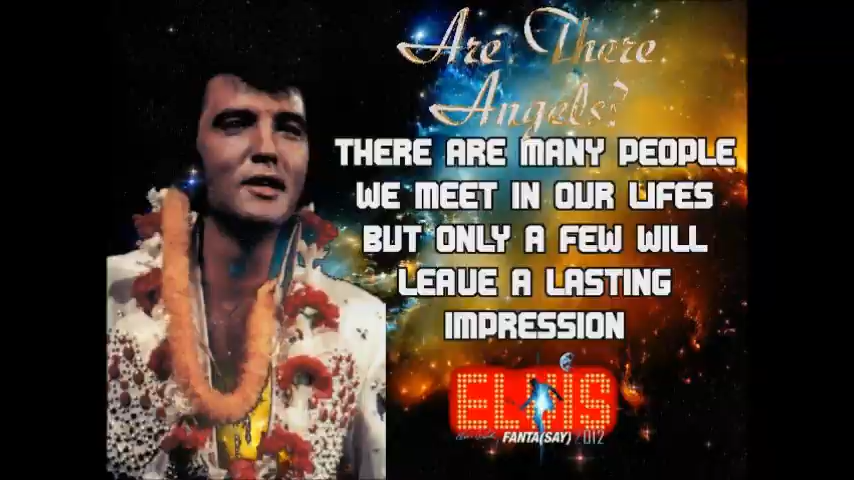 Are There
Angels?
THERE ARE MANY PEOPLE
WE MEET IN OUR LIFES
BUT ONLY A FEW WILL
LEAVE A LASTING
IMPRESSION
ELVIS
FANTA(SAY) 2012